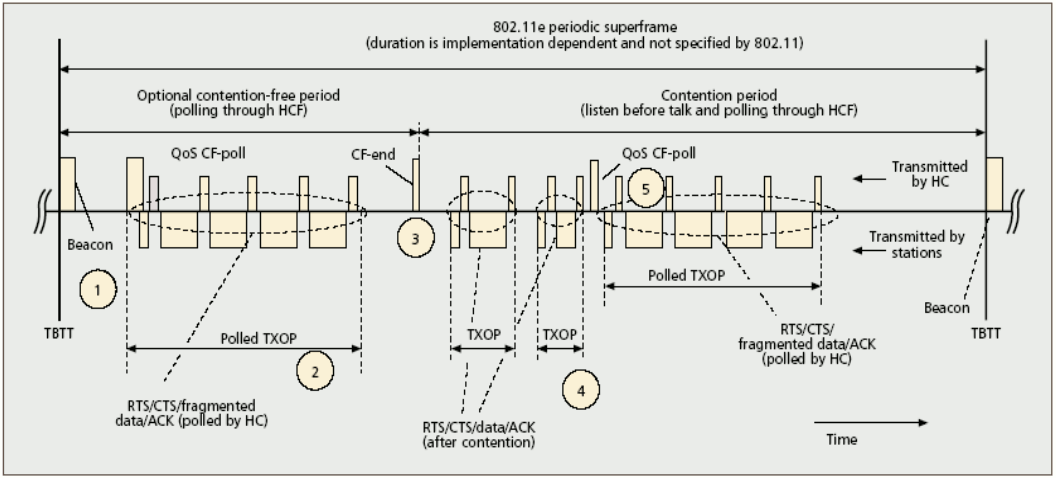 802.11e periodic superframe
(duration is implementation dependent and not specified by 802.11)
Optional contention-free period
(polling through HCF)
Contention period
(listen before talk and polling through HCF)
QoS CF-poll
CF-end
QoS CF-poll
Transmitted
by HC
5
Beacon
3
Transmitted by
stations
1
Polled TXOP
Beacon
TBTT
Polled TXOP
TXOP
TXOP
RTS/CTS/
fragmented data/ACK
(polled by HC)
TBTT
2
4
RTS/CTS/fragmented
data/ACK (polled by HC)
RTS/CTS/data/ACK
(after contention)
Time